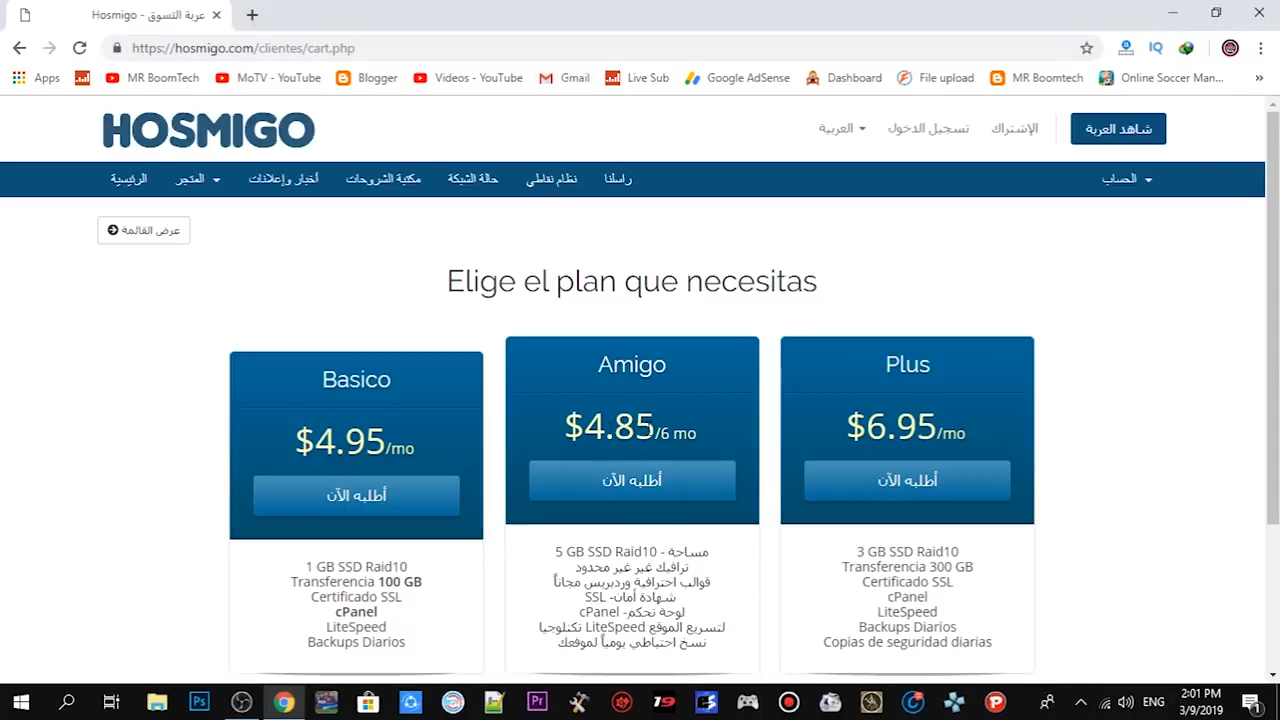 Hosmigo - عربة التسوق
https://hosmigo.com/clientes/cart.php
Apps
MR BoomTech
MoTV - YouTube
Blogger
Videos - YouTube
Gmail
Live Sub
Google AdSense
Dashboard
File upload
MR Boomtech
Online Soccer Man...
»
HOSMIGO
العربية
تسجيل الدخول
الإشتراك
شاهد العربة
الرئيسية
المتجر
أخبار وإعلانات
مكتبة الشروحات
حالة الشبكة
نظام نقاطي
راسلنا
الحساب
عرض القائمة
Elige el plan que necesitas
Basico
$4.95/mo
أطلبه الآن
1 GB SSD Raid10
Transferencia 100 GB
Certificado SSL
cPanel
LiteSpeed
Backups Diarios
Amigo
$4.85/6 mo
أطلبه الآن
5 GB SSD Raid10 - مساحة
ترافيك غير غير محدود
قوالب احترافية وردبريس مجاناً
شهادة أمان- SSL
لوحة تحكم- cPanel
لتسريع الموقع LiteSpeed تكنلوجيا
نسخ احتياطي يومياً لموقعك
Plus
$6.95/mo
أطلبه الآن
3 GB SSD Raid10
Transferencia 300 GB
Certificado SSL
cPanel
LiteSpeed
Backups Diarios
Copias de seguridad diarias
Ps
Pr
19
ENG
2:01 PM
3/9/2019